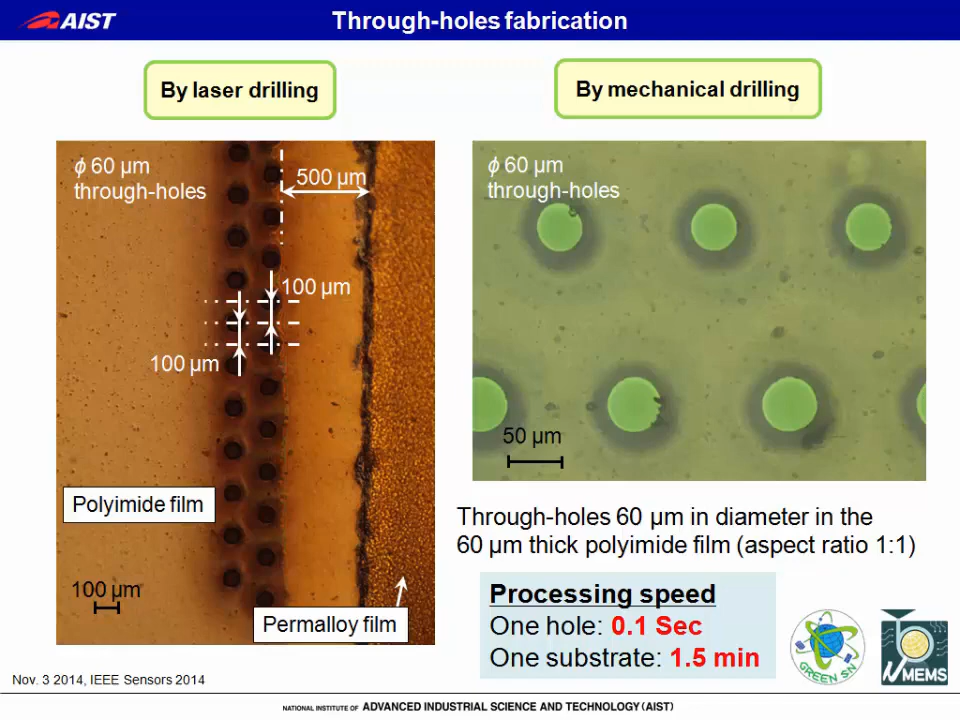 AIST
Through-holes fabrication
By laser drilling
ϕ 60 µm
through-holes
500 µm
100 µm
100 µm
Polyimide film
100 µm
Permalloy film
By mechanical drilling
ϕ 60 µm
through-holes
50 µm
Through-holes 60 µm in diameter in the
60 µm thick polyimide film (aspect ratio 1:1)
Processing speed
One hole: 0.1 Sec
One substrate: 1.5 min
GREEN SN
MEMS
Nov. 3 2014, IEEE Sensors 2014
NATIONAL INSTITUTE OF ADVANCED INDUSTRIAL SCIENCE AND TECHNOLOGY (AIST)